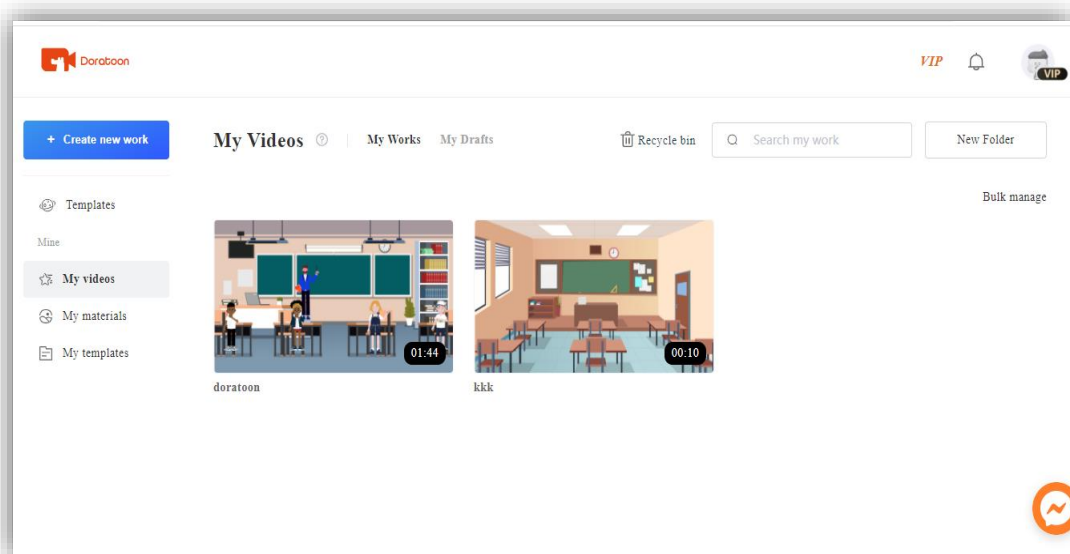 Doratoon
VIP
VIP
+ Create new work
My Videos
My Works
My Drafts
Recycle bin
Search my work
New Folder
Templates
Bulk manage
Mine
My videos
My materials
My templates
01:44
00:10
doratoon
kkk